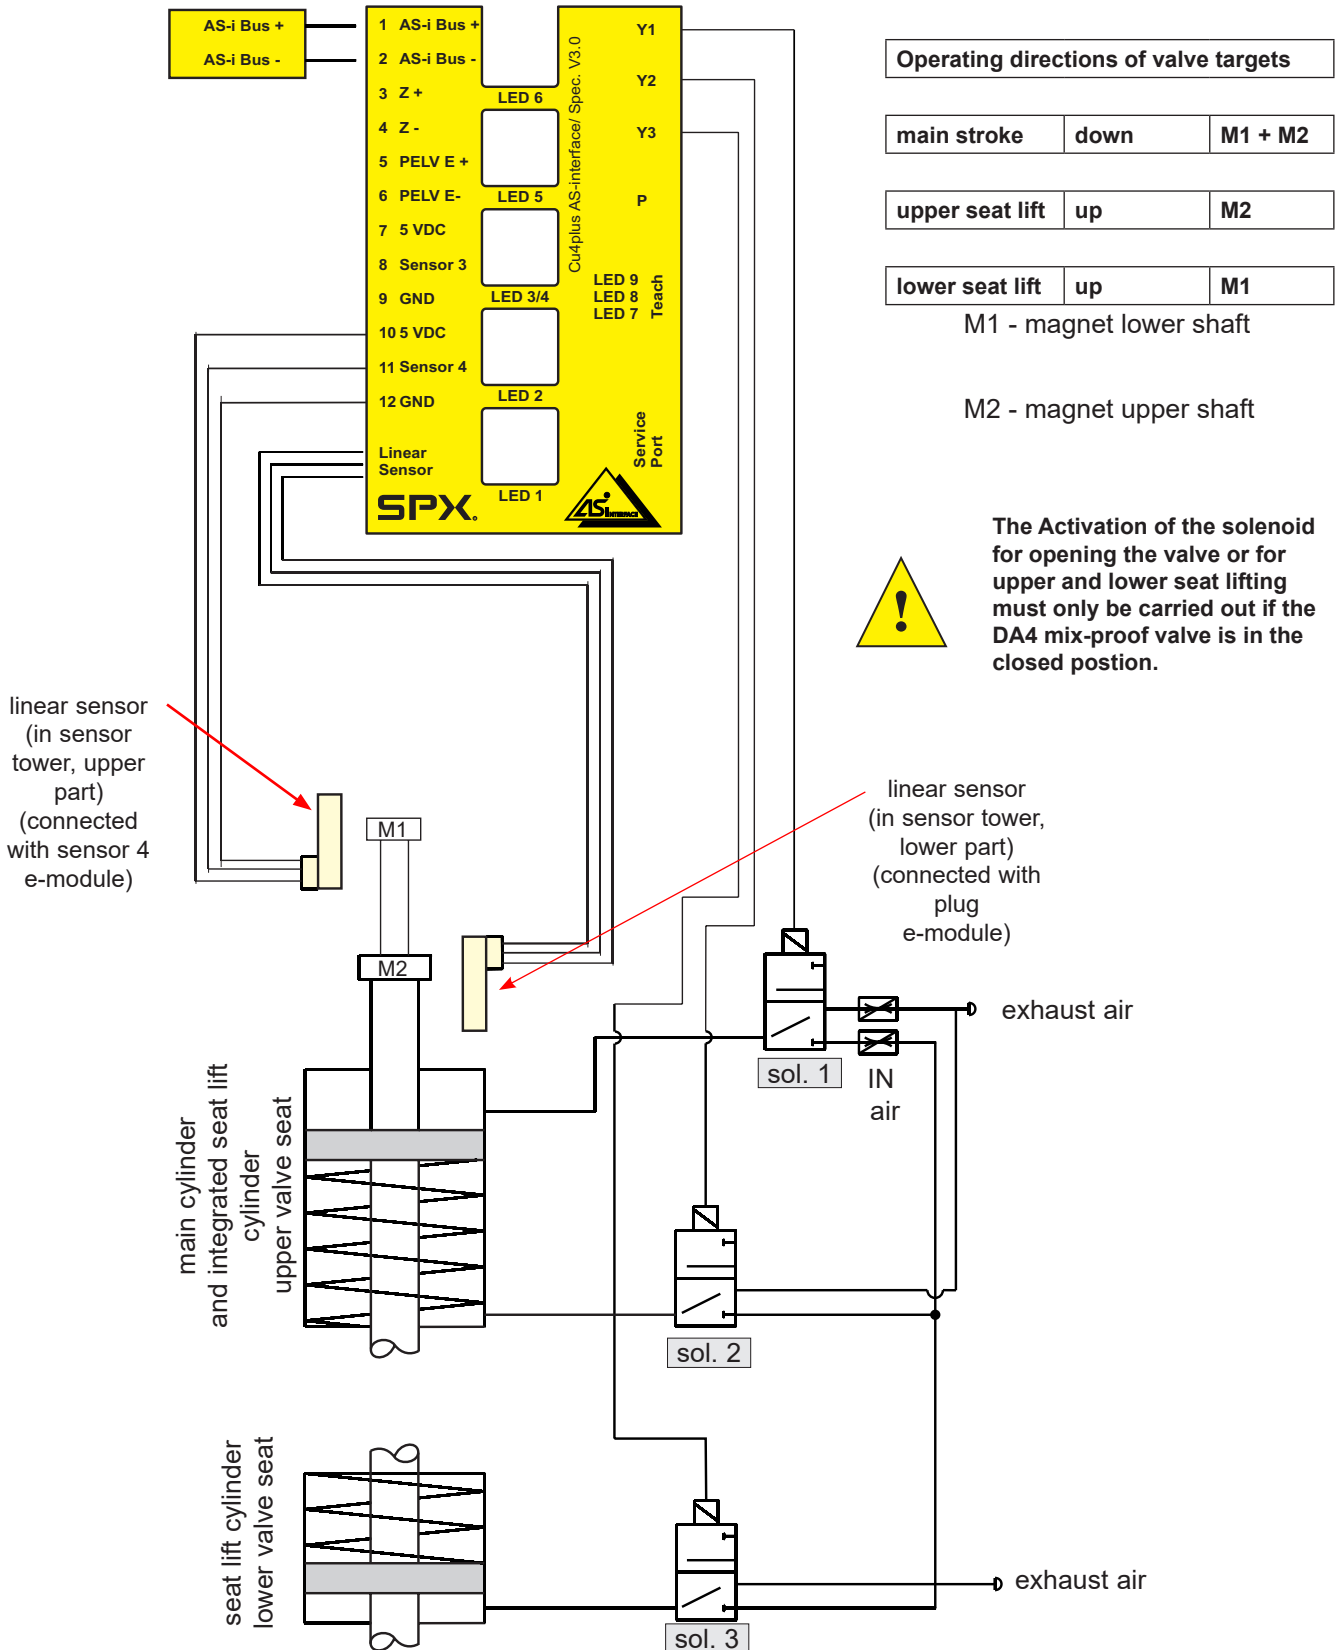 AS-i Bus +
AS-i Bus -
1 AS-i Bus +
2 AS-i Bus -
3 Z +
4 Z -
5 PELV E +
6 PELV E-
7 5 VDC
8 Sensor 3
9 GND
10 5 VDC
11 Sensor 4
12 GND
Linear
Sensor
SPX
LED 6
LED 5
LED 3/4
LED 2
LED 1
Cu4plus AS-interface/ Spec. V3.0
Y1
Y2
Y3
P
LED 9
LED 8
LED 7
Teach
Service
Port
ASi INTERFACE
Operating directions of valve targets
main stroke down M1 + M2
upper seat lift up M2
lower seat lift up M1
M1 - magnet lower shaft
M2 - magnet upper shaft
!
The Activation of the solenoid
for opening the valve or for
upper and lower seat lifting
must only be carried out if the
DA4 mix-proof valve is in the
closed postion.
linear sensor
(in sensor
tower, upper
part)
(connected
with sensor 4
e-module)
M1
M2
linear sensor
(in sensor tower,
lower part)
(connected with
plug
e-module)
exhaust air
sol. 1
IN
air
main cylinder
and integrated seat lift
cylinder
upper valve seat
sol. 2
seat lift cylinder
lower valve seat
exhaust air
sol. 3